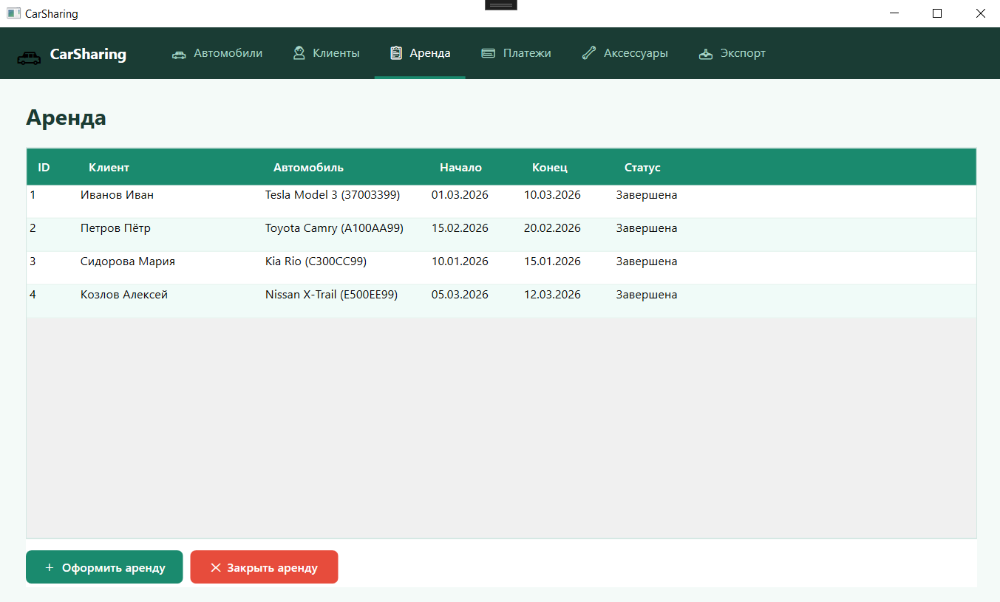 CarSharing
CarSharing Автомобили Клиенты Аренда Платежи Аксессуары Экспорт
Аренда
ID Клиент Автомобиль Начало Конец Статус
1 Иванов Иван Tesla Model 3 (37003399) 01.03.2026 10.03.2026 Завершена
2 Петров Пётр Toyota Camry (A100AA99) 15.02.2026 20.02.2026 Завершена
3 Сидорова Мария Kia Rio (C300CC99) 10.01.2026 15.01.2026 Завершена
4 Козлов Алексей Nissan X-Trail (E500EE99) 05.03.2026 12.03.2026 Завершена
+ Оформить аренду ✕ Закрыть аренду